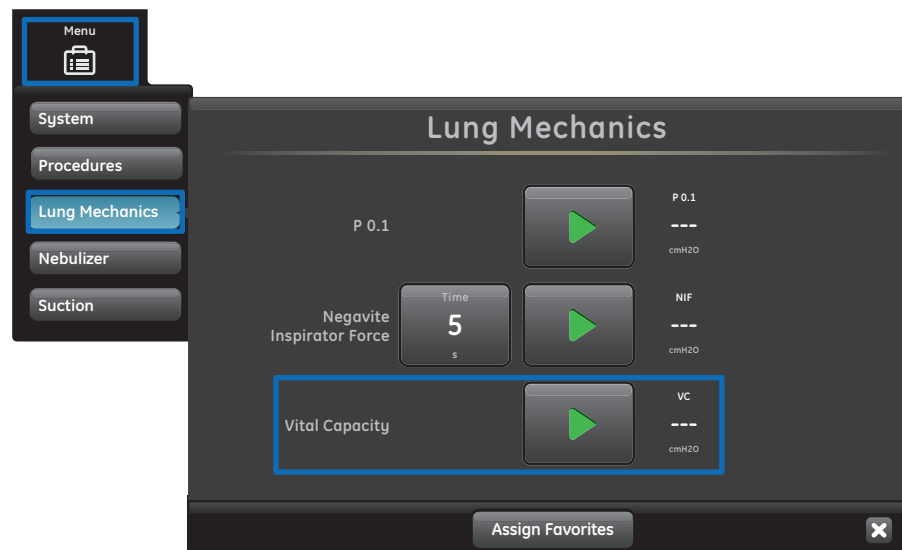 Menu
System
Procedures
Lung Mechanics
Nebulizer
Suction
Lung Mechanics
P 0.1
P 0.1
---
cmH2O
Negavite
Inspirator Force
Time
5
s
NIF
---
cmH2O
Vital Capacity
VC
---
cmH2O
Assign Favorites